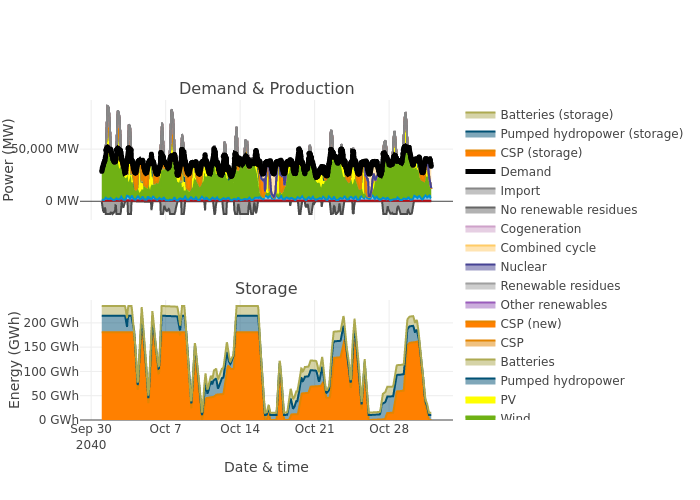 Demand & Production
Power (MW)
50,000 MW
0 MW
Storage
Energy (GWh)
200 GWh
150 GWh
100 GWh
50 GWh
0 GWh
Sep 30
2040
Oct 7
Oct 14
Oct 21
Oct 28
Date & time
Batteries (storage)
Pumped hydropower (storage)
CSP (storage)
Demand
Import
No renewable residues
Cogeneration
Combined cycle
Nuclear
Renewable residues
Other renewables
CSP (new)
CSP
Batteries
Pumped hydropower
PV
Wind